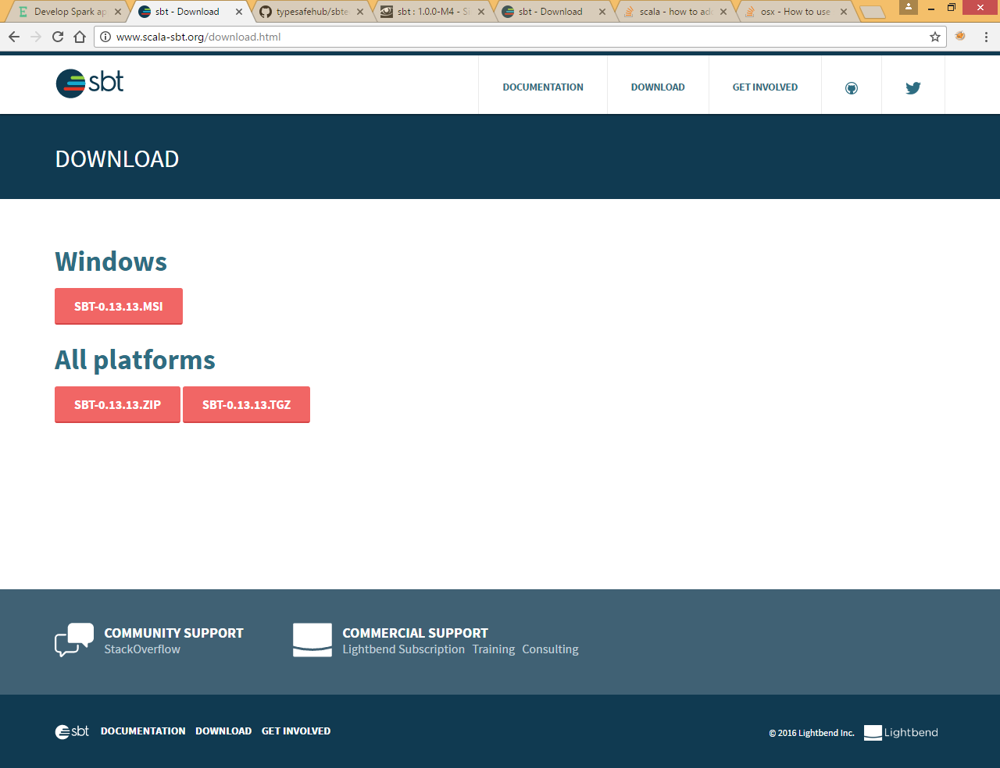 Develop Spark ap
sbt - Download
typesafehub/sbte
sbt : 1.0.0-M4 - S
sbt - Download
scala - how to ad
osx - How to use
www.scala-sbt.org/download.html
sbt
DOCUMENTATION
DOWNLOAD
GET INVOLVED
DOWNLOAD
Windows
SBT-0.13.13.MSI
All platforms
SBT-0.13.13.ZIP
SBT-0.13.13.TGZ
COMMUNITY SUPPORT
StackOverflow
COMMERCIAL SUPPORT
Lightbend Subscription Training Consulting
sbt
DOCUMENTATION
DOWNLOAD
GET INVOLVED
© 2016 Lightbend Inc.
Lightbend